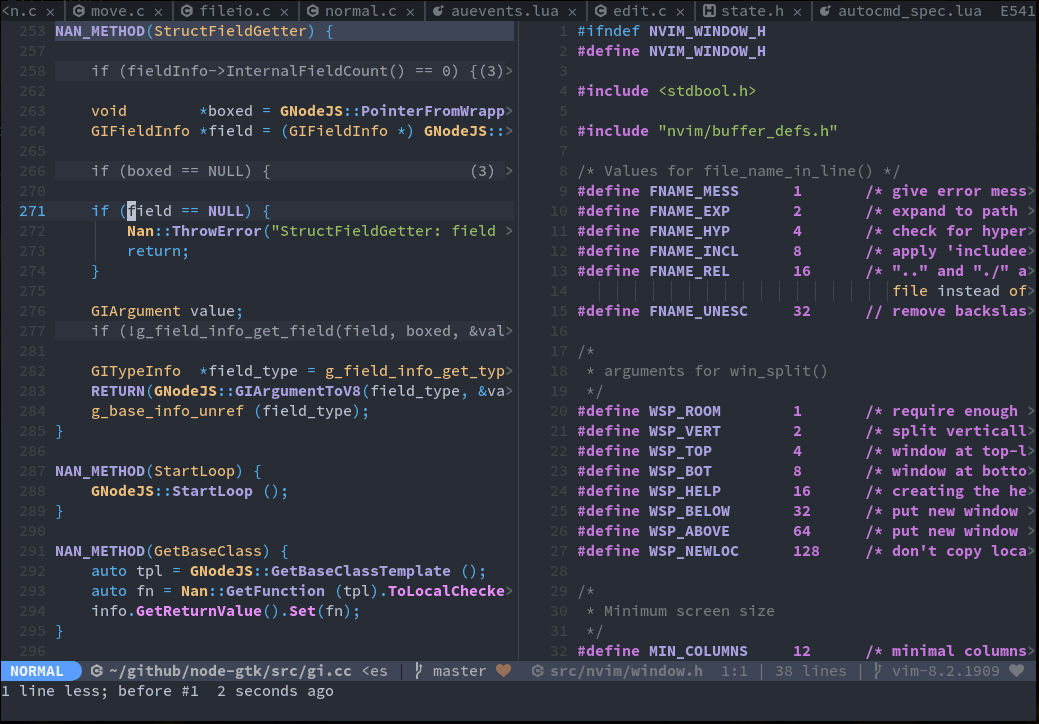 <n.c × move.c × fileio.c × normal.c × auevents.lua × edit.c × state.h × autocmd_spec.lua E541
253 NAN_METHOD(StructFieldGetter) {
257
258 if (fieldInfo->InternalFieldCount() == 0) {(3)>
262
263 void *boxed = GNodeJS::PointerFromWrapp>
264 GIFieldInfo *field = (GIFieldInfo *) GNodeJS::>
265
266 if (boxed == NULL) { (3) >
270
271 if (field == NULL) {
272 Nan::ThrowError("StructFieldGetter: field >
273 return;
274 }
275
276 GIArgument value;
277 if (!g_field_info_get_field(field, boxed, &val>
281
282 GITypeInfo *field_type = g_field_info_get_typ>
283 RETURN(GNodeJS::GIArgumentToV8(field_type, &va>
284 g_base_info_unref (field_type);
285 }
286
287 NAN_METHOD(StartLoop) {
288 GNodeJS::StartLoop ();
289 }
290
291 NAN_METHOD(GetBaseClass) {
292 auto tpl = GNodeJS::GetBaseClassTemplate ();
293 auto fn = Nan::GetFunction (tpl).ToLocalChecke>
294 info.GetReturnValue().Set(fn);
295 }
296
1 #ifndef NVIM_WINDOW_H
2 #define NVIM_WINDOW_H
3
4 #include <stdbool.h>
5
6 #include "nvim/buffer_defs.h"
7
8 /* Values for file_name_in_line() */
9 #define FNAME_MESS 1 /* give error mess>
10 #define FNAME_EXP 2 /* expand to path >
11 #define FNAME_HYP 4 /* check for hyper>
12 #define FNAME_INCL 8 /* apply 'includee>
13 #define FNAME_REL 16 /* ".." and "./" a>
14 file instead of>
15 #define FNAME_UNESC 32 // remove backslas>
16
17 /*
18 * arguments for win_split()
19 */
20 #define WSP_ROOM 1 /* require enough >
21 #define WSP_VERT 2 /* split verticall>
22 #define WSP_TOP 4 /* window at top-l>
23 #define WSP_BOT 8 /* window at botto>
24 #define WSP_HELP 16 /* creating the he>
25 #define WSP_BELOW 32 /* put new window >
26 #define WSP_ABOVE 64 /* put new window >
27 #define WSP_NEWLOC 128 /* don't copy loca>
28
29 /*
30 * Minimum screen size
31 */
32 #define MIN_COLUMNS 12 /* minimal columns>
NORMAL ~/github/node-gtk/src/gi.cc <es | master src/nvim/window.h 1:1 | 38 lines | vim-8.2.1909
1 line less; before #1 2 seconds ago